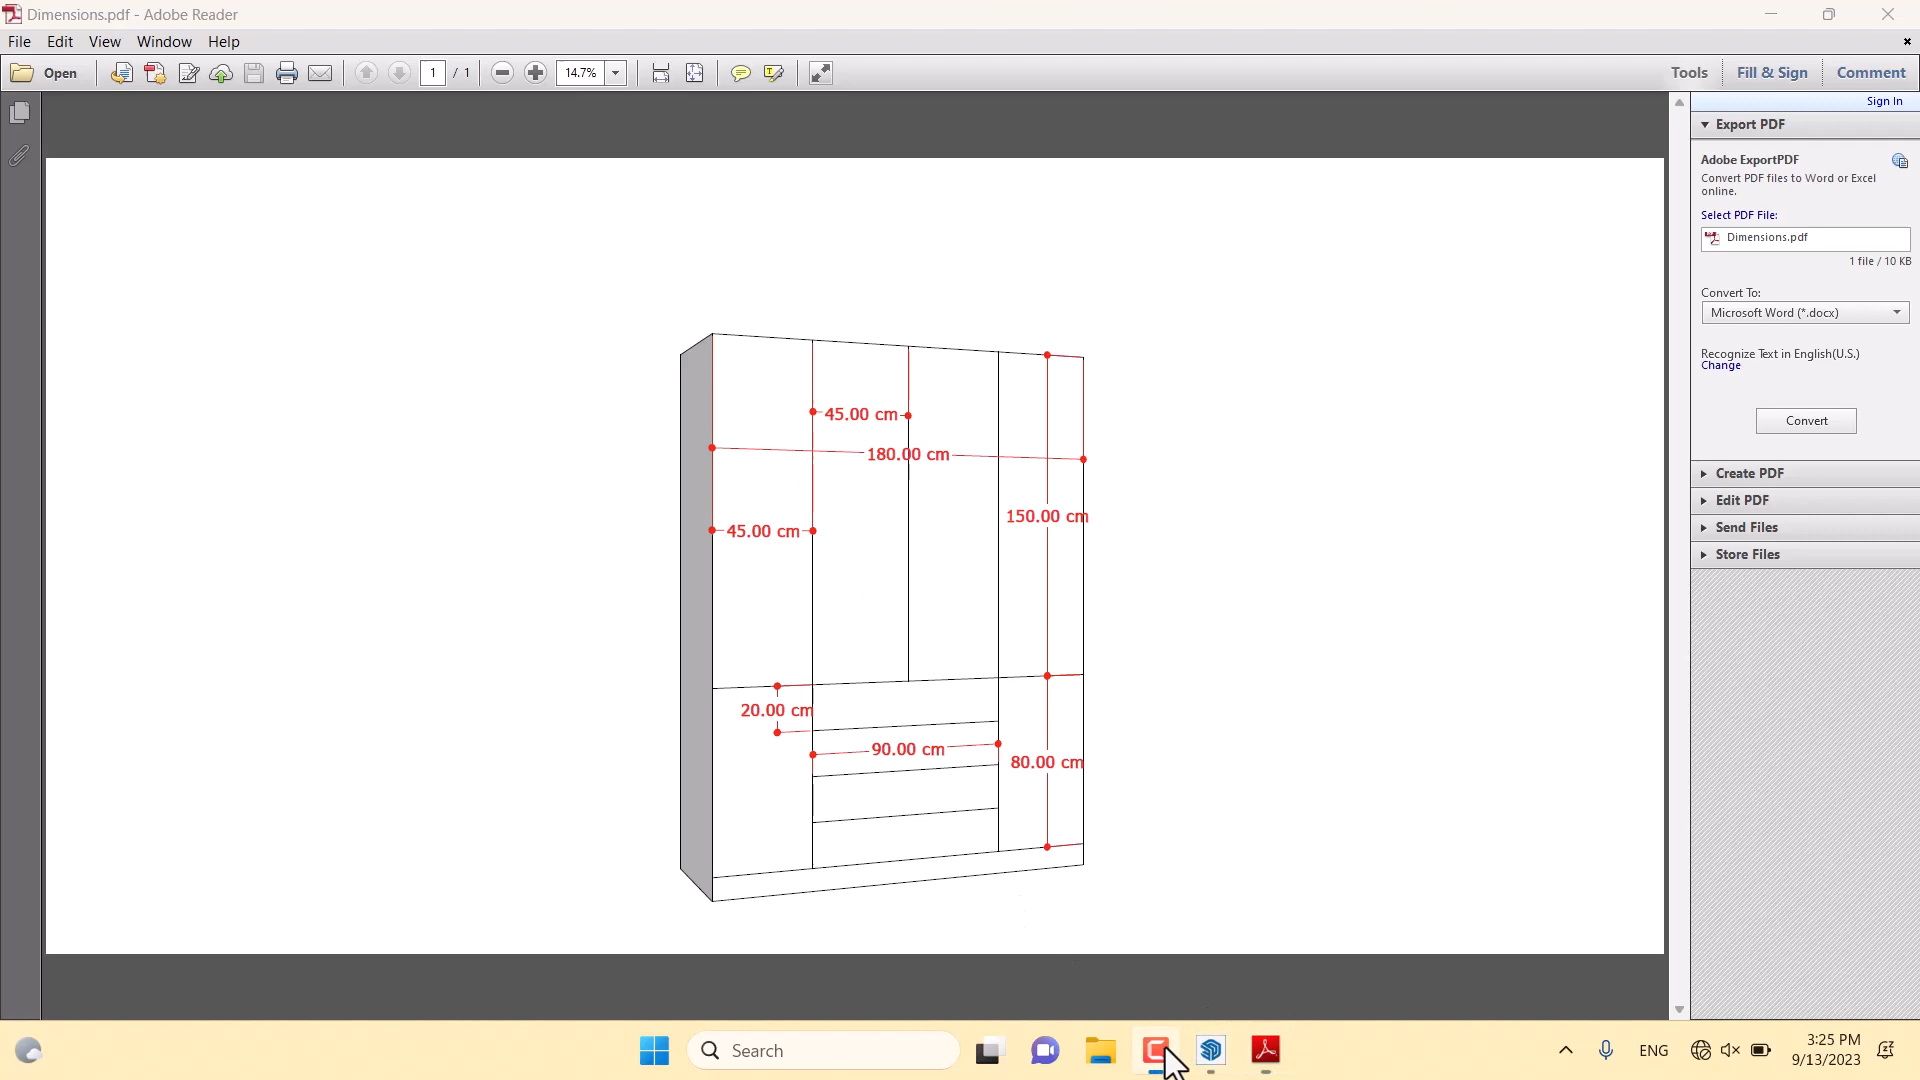 Dimensions.pdf - Adobe Reader
File Edit View Window Help
Open 1 / 1 14.7% Tools Fill & Sign Comment
Sign In
Export PDF
Adobe ExportPDF
Convert PDF files to Word or Excel
online.
Select PDF File:
Dimensions.pdf
1 file / 10 KB
Convert To:
Microsoft Word (*.docx)
Recognize Text in English(U.S.)
Change
Convert
Create PDF
Edit PDF
Send Files
Store Files
45.00 cm
180.00 cm
150.00 cm
45.00 cm
20.00 cm
90.00 cm
80.00 cm
Search
ENG
3:25 PM
9/13/2023